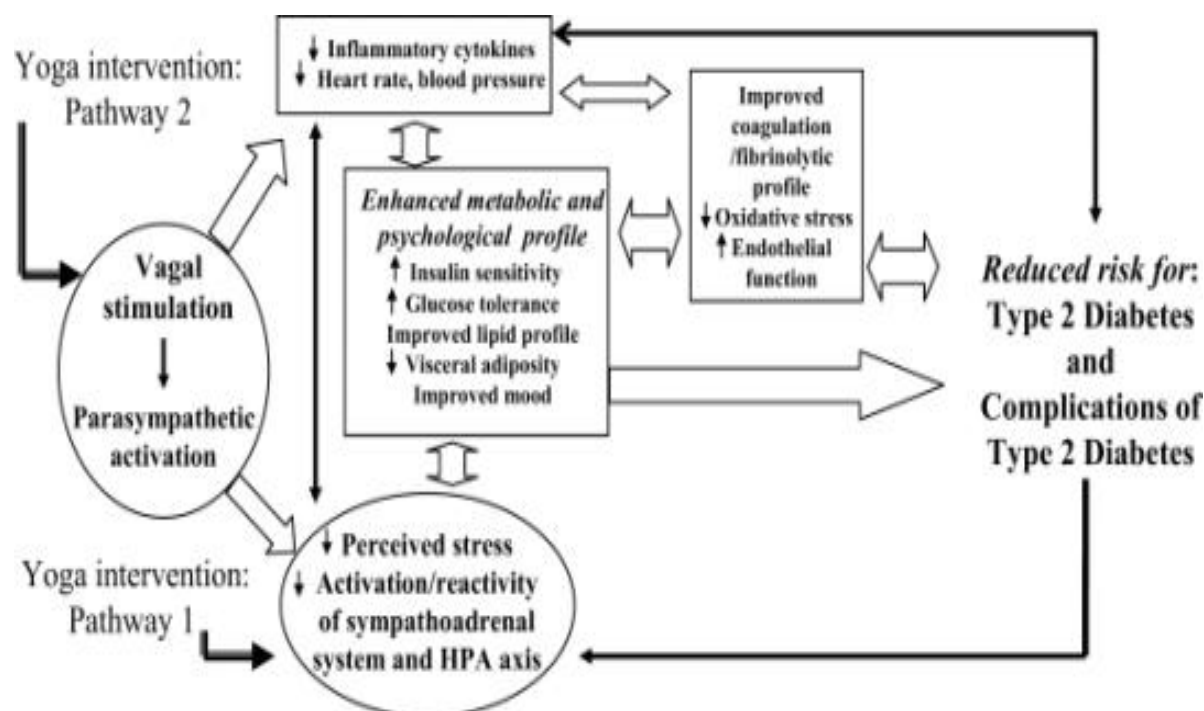 Yoga intervention:
Pathway 2
↓ Inflammatory cytokines
↓ Heart rate, blood pressure
Improved
coagulation
/fibrinolytic
profile
↓ Oxidative stress
↑ Endothelial
function
Enhanced metabolic and
psychological profile
↑ Insulin sensitivity
↑ Glucose tolerance
Improved lipid profile
↓ Visceral adiposity
Improved mood
Vagal
stimulation
Parasympathetic
activation
Reduced risk for:
Type 2 Diabetes
and
Complications of
Type 2 Diabetes
Yoga intervention:
Pathway 1
↓ Perceived stress
↓ Activation/reactivity
of sympathoadrenal
system and HPA axis